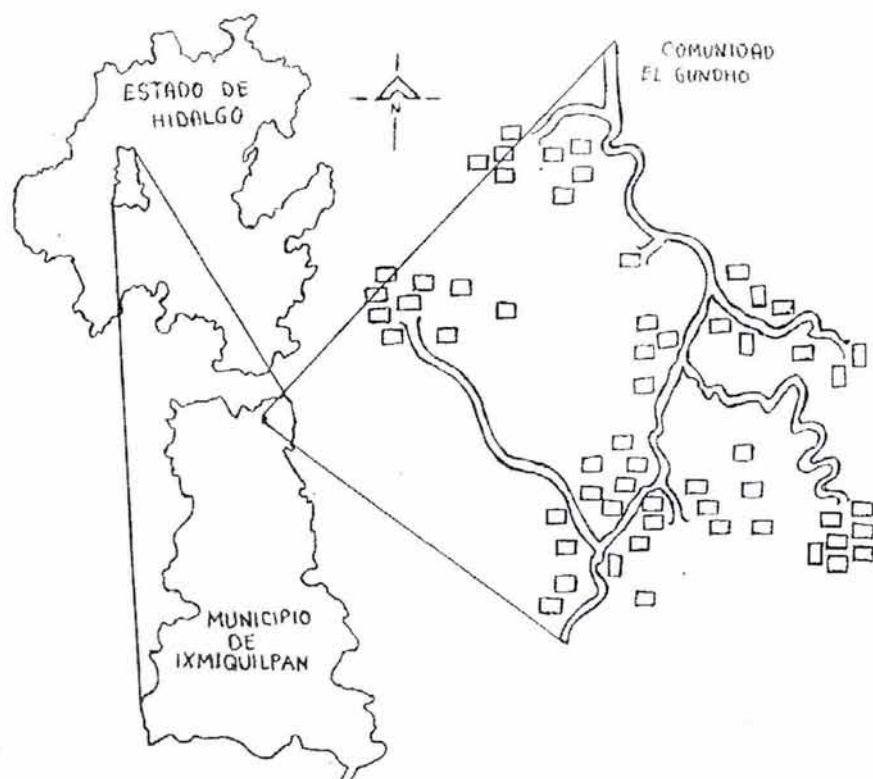 ESTADO DE
HIDALGO
N
COMUNIDAD
EL GUNDHO
MUNICIPIO
DE
IXMIQUILPAN